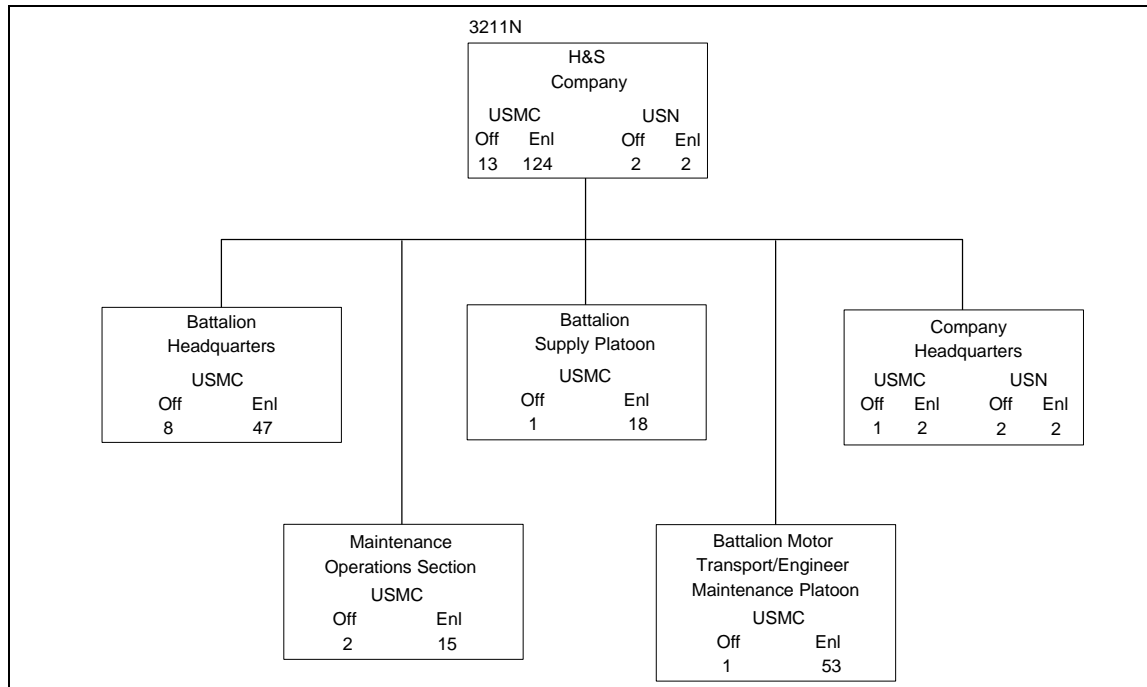 3211N
H&S
Company
USMC USN
Off Enl Off Enl
13 124 2 2
Battalion
Headquarters
USMC
Off Enl
8 47
Battalion
Supply Platoon
USMC
Off Enl
1 18
Company
Headquarters
USMC USN
Off Enl Off Enl
1 2 2 2
Maintenance
Operations Section
USMC
Off Enl
2 15
Battalion Motor
Transport/Engineer
Maintenance Platoon
USMC
Off Enl
1 53